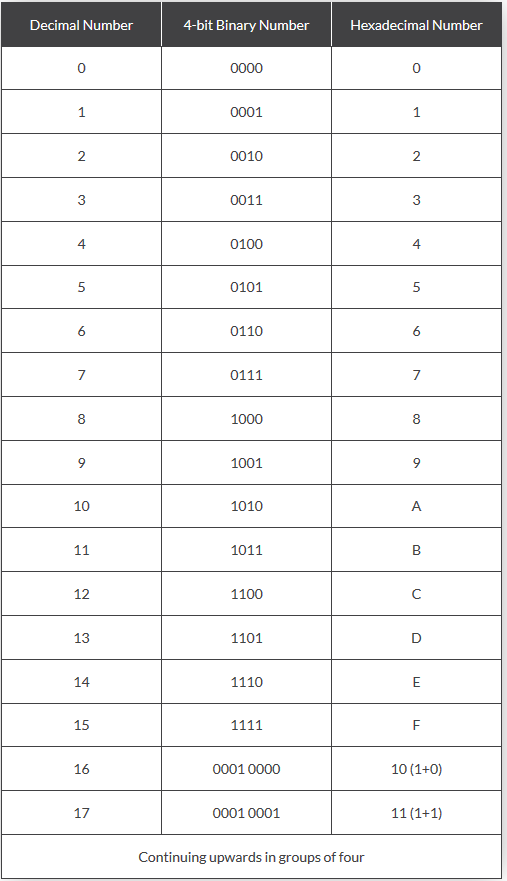 Decimal Number 4-bit Binary Number Hexadecimal Number
0 0000 0
1 0001 1
2 0010 2
3 0011 3
4 0100 4
5 0101 5
6 0110 6
7 0111 7
8 1000 8
9 1001 9
10 1010 A
11 1011 B
12 1100 C
13 1101 D
14 1110 E
15 1111 F
16 0001 0000 10 (1+0)
17 0001 0001 11 (1+1)
Continuing upwards in groups of four